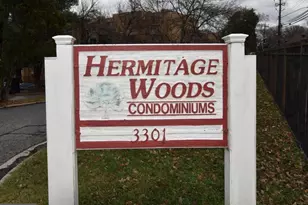 HERMITAGE
WOODS
CONDOMINIUMS
3301